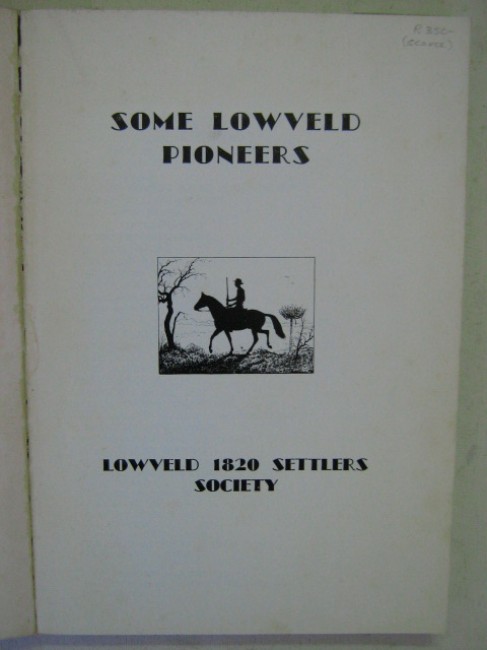 SOME LOWVELD
PIONEERS
LOWVELD 1820 SETTLERS
SOCIETY